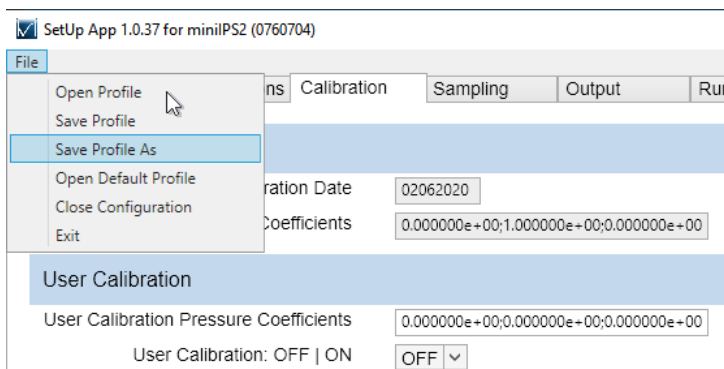 SetUp App 1.0.37 for miniIPS2 (0760704)
File
ns Calibration Sampling Output Ru
Open Profile
Save Profile
Save Profile As
Open Default Profile
Close Configuration
Exit
ration Date 02062020
Coefficients 0.000000e+00;1.000000e+00;0.000000e+00
User Calibration
User Calibration Pressure Coefficients 0.000000e+00;0.000000e+00;0.000000e+00
User Calibration: OFF | ON OFF